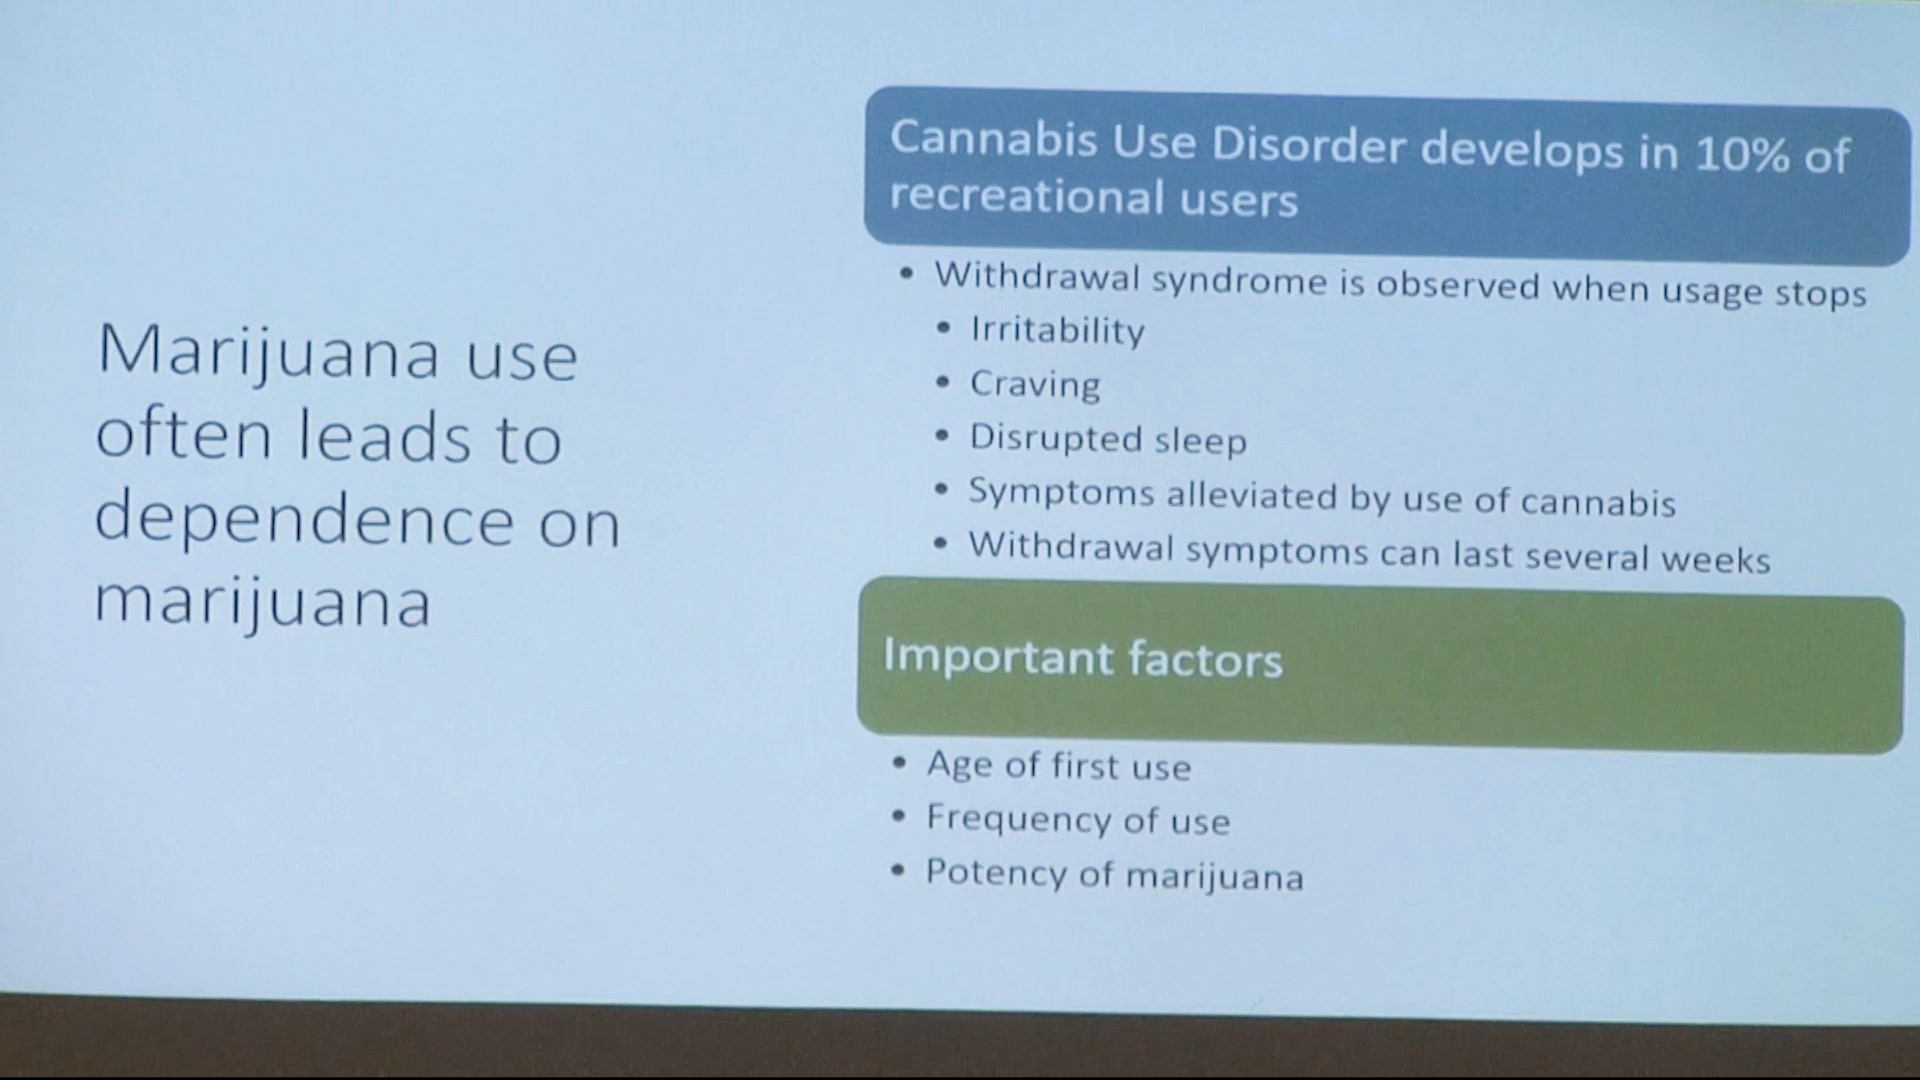 Marijuana use
often leads to
dependence on
marijuana
Cannabis Use Disorder develops in 10% of
recreational users
• Withdrawal syndrome is observed when usage stops
• Irritability
• Craving
• Disrupted sleep
• Symptoms alleviated by use of cannabis
• Withdrawal symptoms can last several weeks
Important factors
• Age of first use
• Frequency of use
• Potency of marijuana